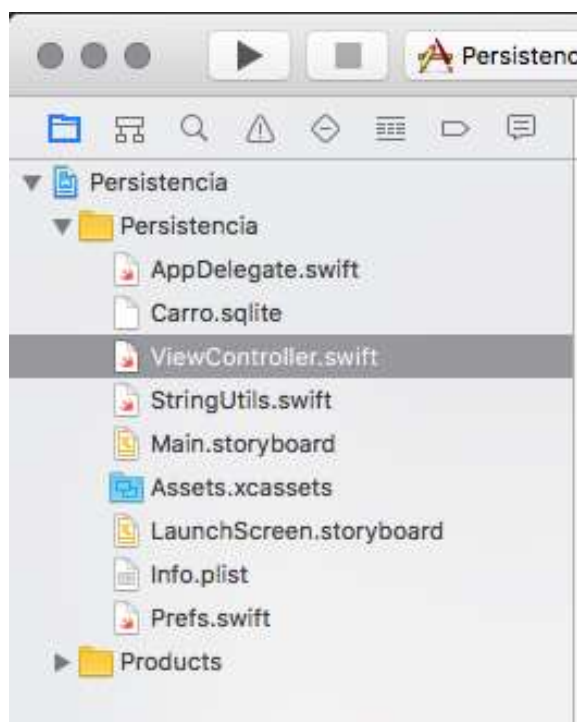 Persistenc
Persistencia
Persistencia
AppDelegate.swift
Carro.sqlite
ViewController.swift
StringUtils.swift
Main.storyboard
Assets.xcassets
LaunchScreen.storyboard
Info.plist
Prefs.swift
Products